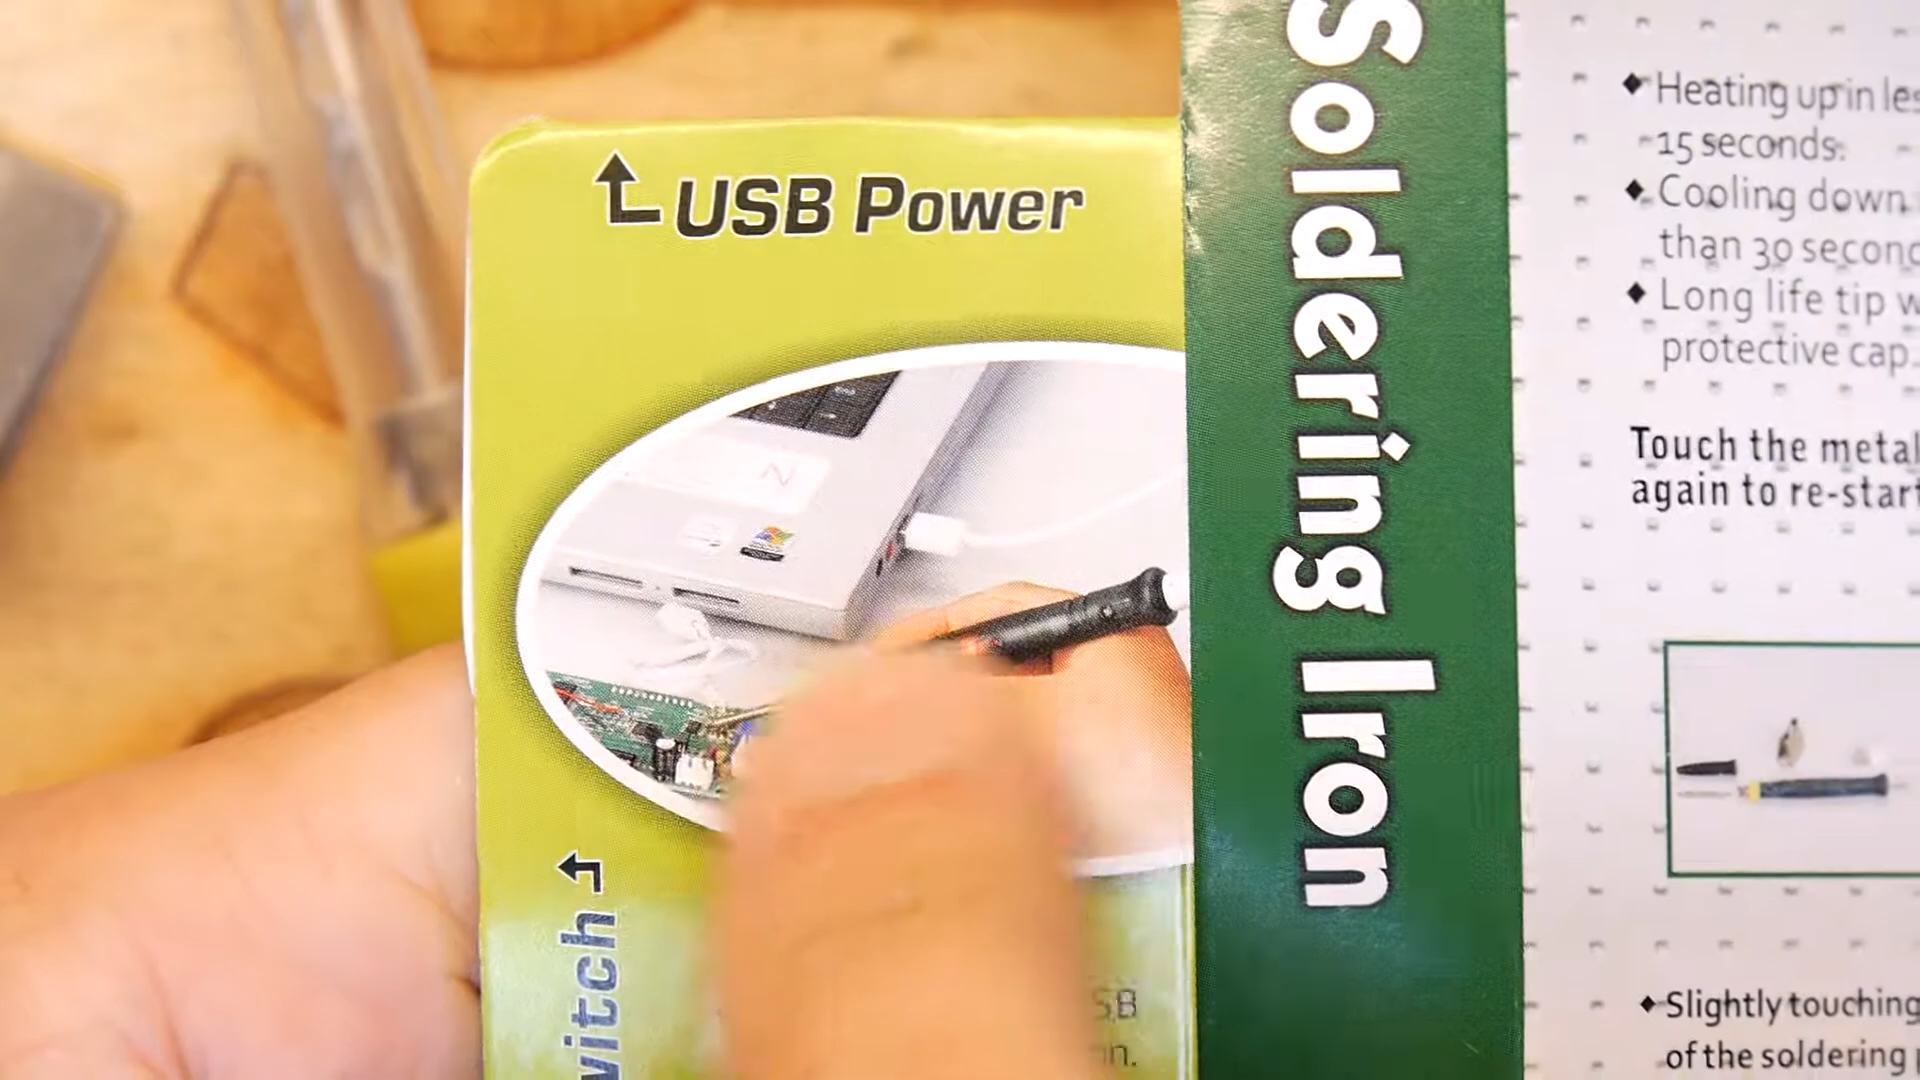 USB Power
witch
SB
n.
Soldering Iron
Heating up in les
15 seconds.
Cooling down
than 30 second
Long life tip w
protective cap.
Touch the metal
again to re-start
Slightly touching
of the soldering